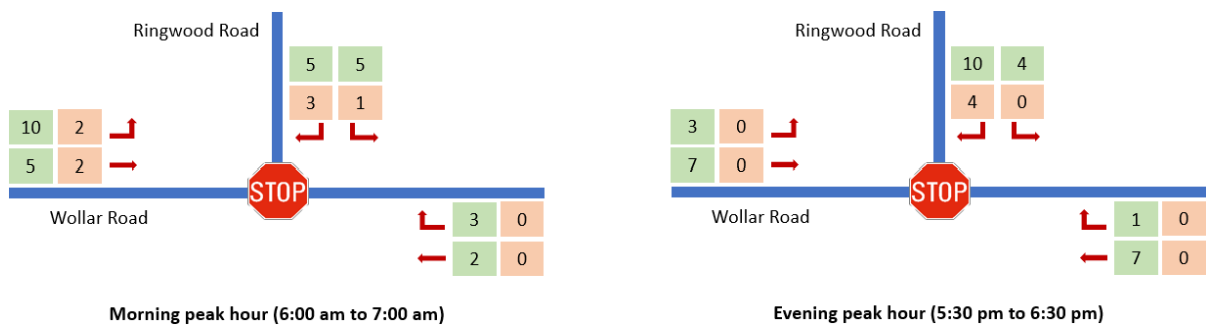 Ringwood Road
5 5
3 1
10 2
5 2
STOP
Wollar Road
3 0
2 0
Morning peak hour (6:00 am to 7:00 am)
Ringwood Road
10 4
4 0
3 0
7 0
STOP
Wollar Road
1 0
7 0
Evening peak hour (5:30 pm to 6:30 pm)